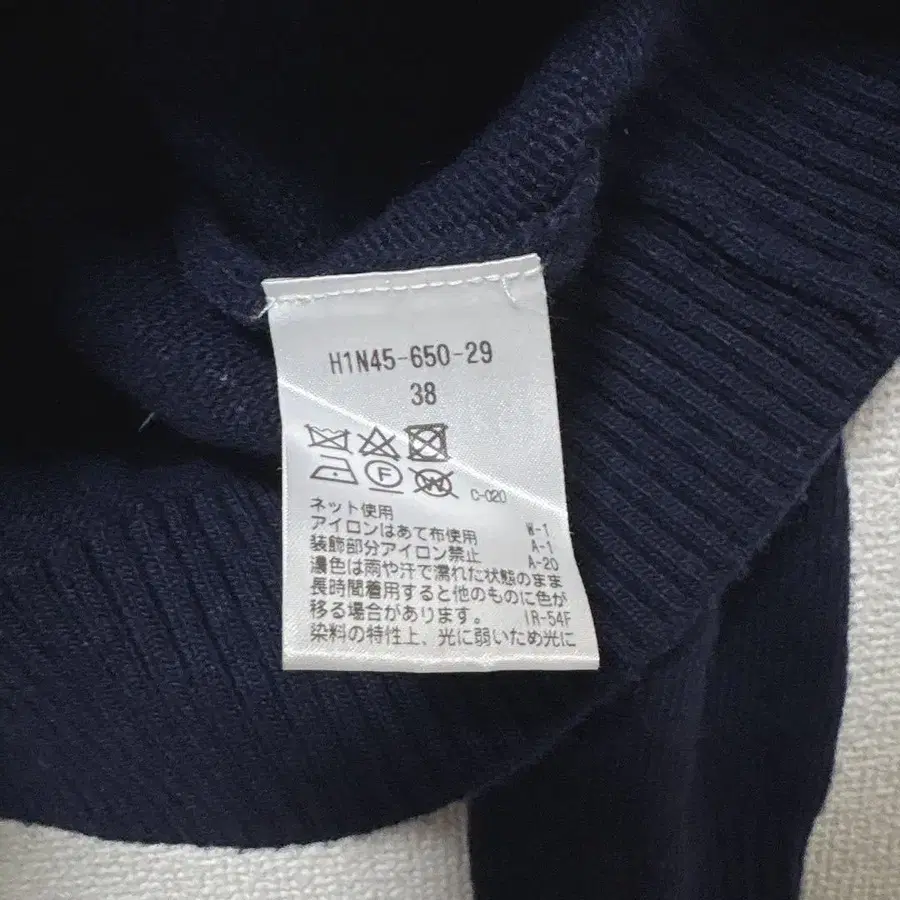 H1N45-650-29
38
F W C-020
ネット使用 W-1
アイロンはあて布使用 A-1
装飾部分アイロン禁止 A-20
濃色は雨や汗で濡れた状態のまま
長時間着用すると他のものに色が
移る場合があります。 IR-54F
染料の特性上、光に弱いため光に